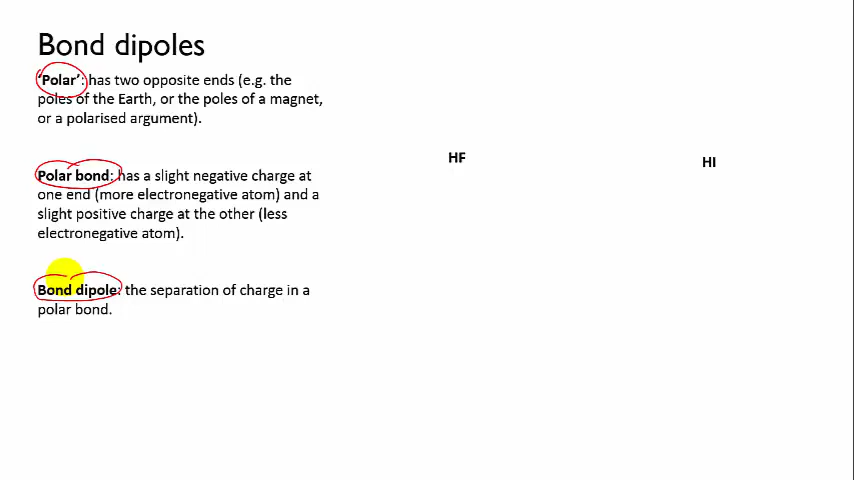 Bond dipoles
'Polar': has two opposite ends (e.g. the
poles of the Earth, or the poles of a magnet,
or a polarised argument).
HF
HI
Polar bond: has a slight negative charge at
one end (more electronegative atom) and a
slight positive charge at the other (less
electronegative atom).
Bond dipole: the separation of charge in a
polar bond.